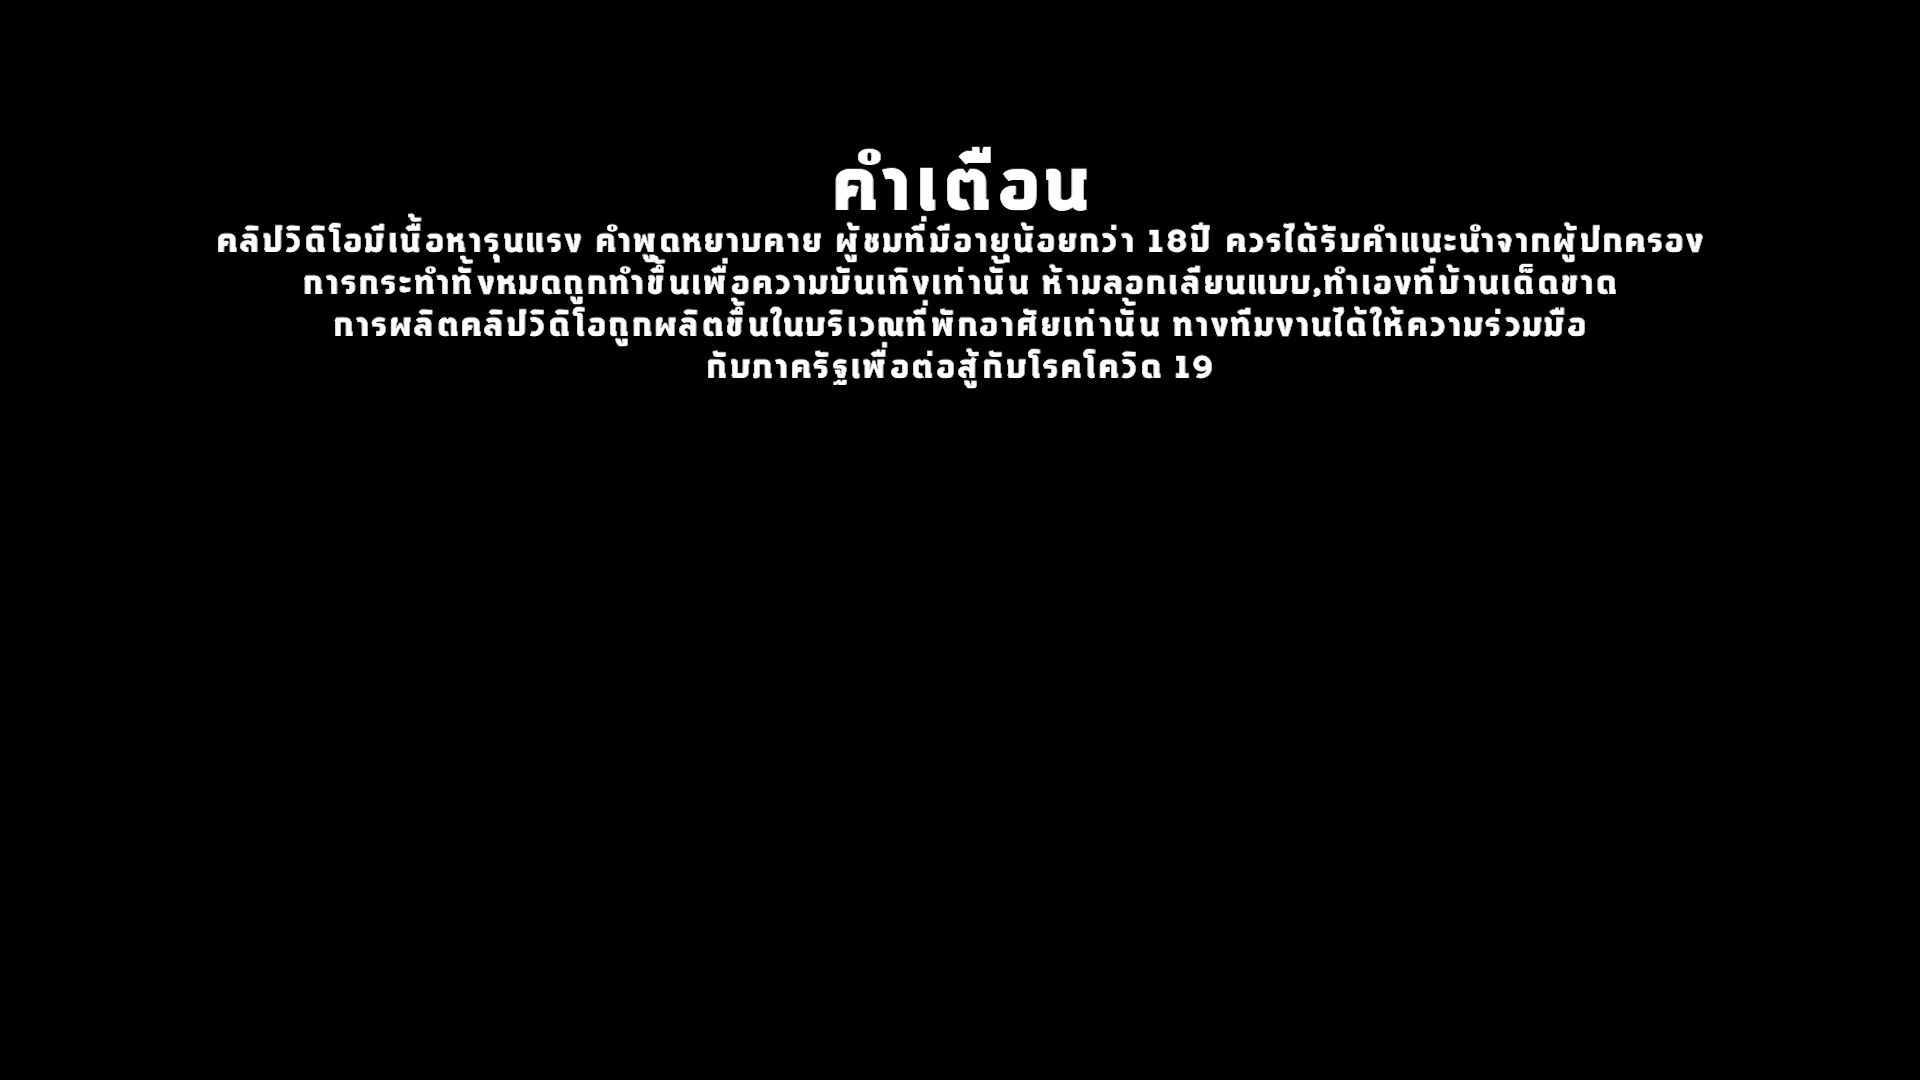 คำเตือน
คลิปวิดิโอมีเนื้อหารุนแรง คำพูดหยาบคาย ผู้ชมที่มีอายุน้อยกว่า 18ปี ควรได้รับคำแนะนำจากผู้ปกครอง
การกระทำทั้งหมดถูกทำขึ้นเพื่อความบันเทิงเท่านั้น ห้ามลอกเลียนแบบ,ทำเองที่บ้านเด็ดขาด
การผลิตคลิปวิดิโอถูกผลิตขึ้นในบริเวณที่พักอาศัยเท่านั้น ทางทีมงานได้ให้ความร่วมมือ
กับภาครัฐเพื่อต่อสู้กับโรคโควิด 19